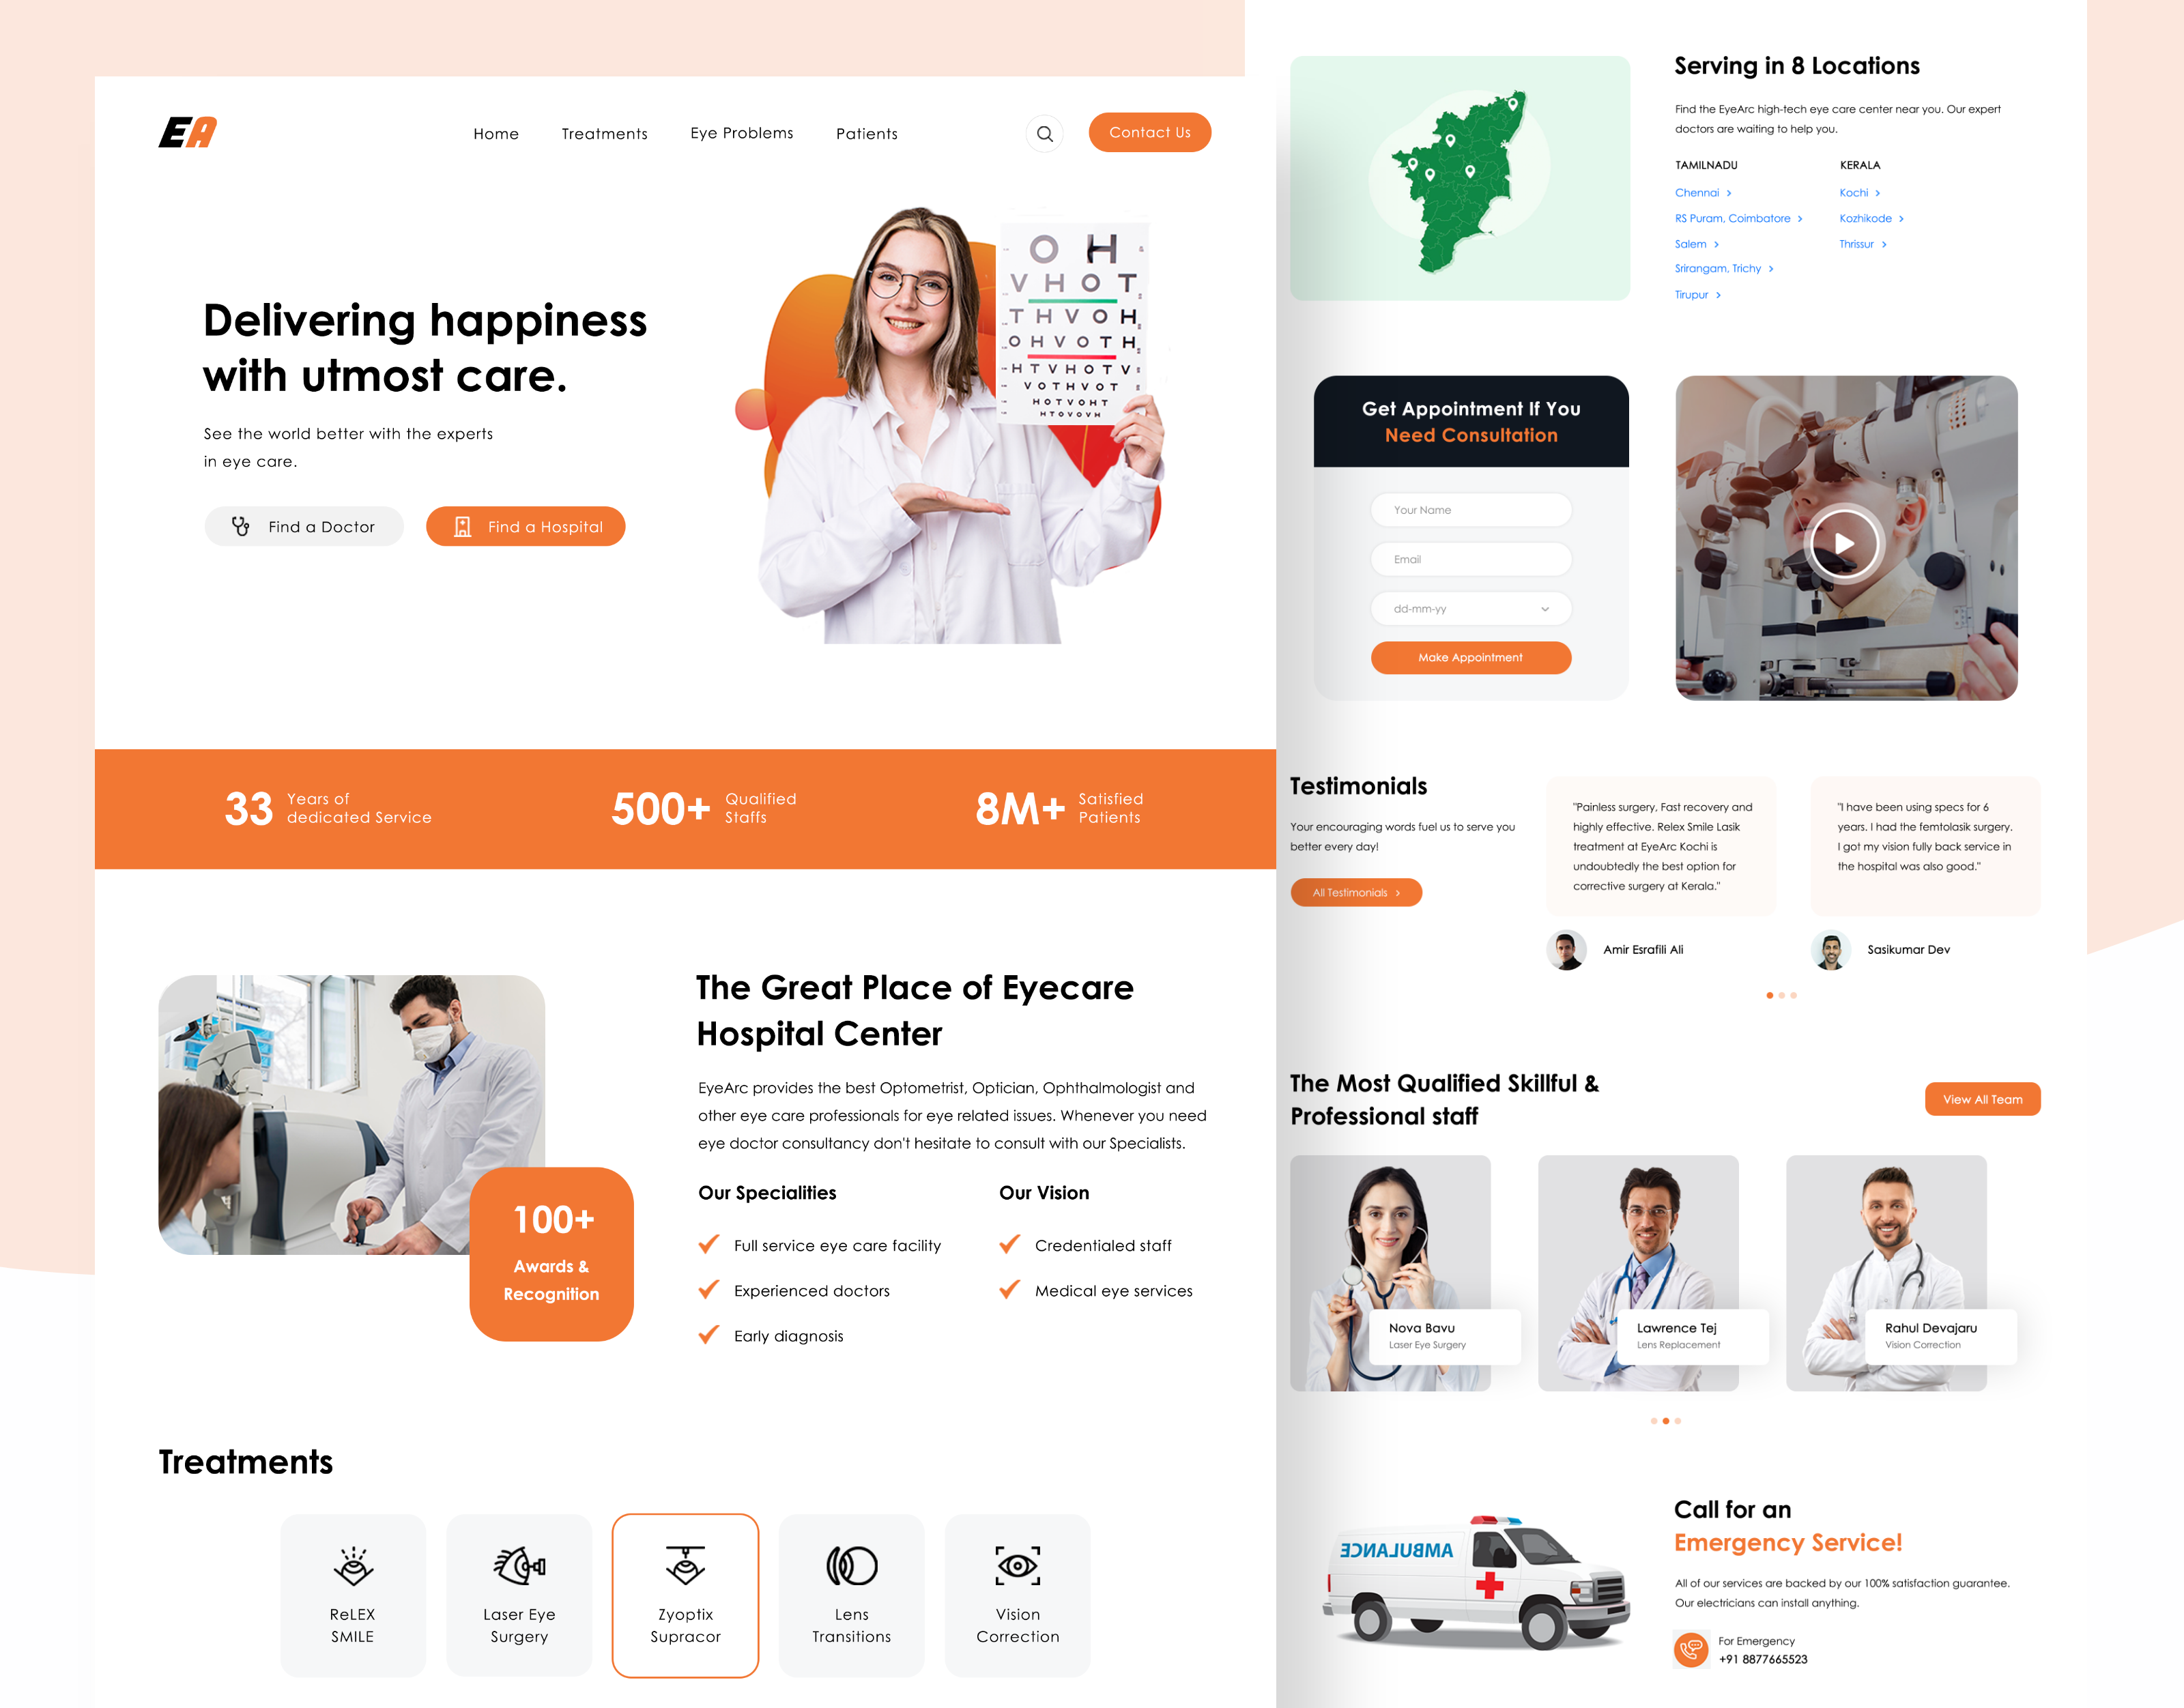 EA
Home
Treatments
Eye Problems
Patients
Contact Us
Delivering happiness
with utmost care.
See the world better with the experts
in eye care.
Find a Doctor
Find a Hospital
O H
V H O T
T H V O H
O H V O T H
H T V H O T V
V O T H V O T
H O T V O H T
H T O V O V H
33
Years of
dedicated Service
500+
Qualified
Staffs
8M+
Satisfied
Patients
100+
Awards &
Recognition
The Great Place of Eyecare
Hospital Center
EyeArc provides the best Optometrist, Optician, Ophthalmologist and
other eye care professionals for eye related issues. Whenever you need
eye doctor consultancy don't hesitate to consult with our Specialists.
Our Specialities
Full service eye care facility
Experienced doctors
Early diagnosis
Our Vision
Credentialed staff
Medical eye services
Treatments
ReLEX
SMILE
Laser Eye
Surgery
Zyoptix
Supracor
Lens
Transitions
Vision
Correction
Serving in 8 Locations
Find the EyeArc high-tech eye care center near you. Our expert
doctors are waiting to help you.
TAMILNADU
Chennai
RS Puram, Coimbatore
Salem
Srirangam, Trichy
Tirupur
KERALA
Kochi
Kozhikode
Thrissur
Get Appointment If You
Need Consultation
Your Name
Email
dd-mm-yy
Make Appointment
Testimonials
Your encouraging words fuel us to serve you
better every day!
All Testimonials
"Painless surgery, Fast recovery and
highly effective. Relex Smile Lasik
treatment at EyeArc Kochi is
undoubtedly the best option for
corrective surgery at Kerala."
Amir Esrafili Ali
"I have been using specs for 6
years. I had the femtolasik surgery.
I got my vision fully back service in
the hospital was also good."
Sasikumar Dev
The Most Qualified Skillful &
Professional staff
View All Team
Nova Bavu
Laser Eye Surgery
Lawrence Tej
Lens Replacement
Rahul Devajaru
Vision Correction
AMBULANCE
Call for an
Emergency Service!
All of our services are backed by our 100% satisfaction guarantee.
Our electricians can install anything.
For Emergency
+91 8877665523